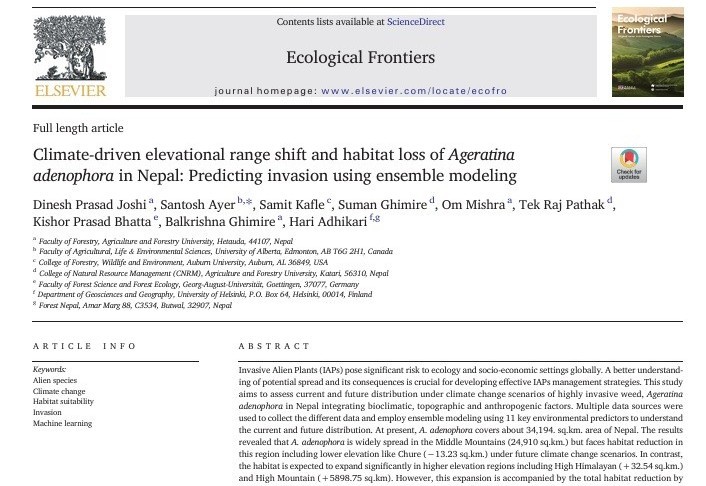 Contents lists available at ScienceDirect
Ecological
Frontiers
Ecological Frontiers
ELSEVIER
journal homepage: www.elsevier.com/locate/ecofro
Full length article
Climate-driven elevational range shift and habitat loss of Ageratina
adenophora in Nepal: Predicting invasion using ensemble modeling
Check for
updates
Dinesh Prasad Joshi a, Santosh Ayer b,*, Samit Kafle c, Suman Ghimire d, Om Mishra a, Tek Raj Pathak d,
Kishor Prasad Bhatta e, Balkrishna Ghimire a, Hari Adhikari f,g
a Faculty of Forestry, Agriculture and Forestry University, Hetauda, 44107, Nepal
b Faculty of Agricultural, Life & Environmental Sciences, University of Alberta, Edmonton, AB T6G 2H1, Canada
c College of Forestry, Wildlife and Environment, Auburn University, Auburn, AL 36849, USA
d College of Natural Resource Management (CNRM), Agriculture and Forestry University, Katari, 56310, Nepal
e Faculty of Forest Science and Forest Ecology, Georg-August-Universität, Goettingen, 37077, Germany
f Department of Geosciences and Geography, University of Helsinki, P.O. Box 64, Helsinki, 00014, Finland
g Forest Nepal, Amar Marg 88, C3534, Butwal, 32907, Nepal
ARTICLE INFO
Keywords:
Alien species
Climate change
Habitat suitability
Invasion
Machine learning
ABSTRACT
Invasive Alien Plants (IAPs) pose significant risk to ecology and socio-economic settings globally. A better understand-
ing of potential spread and its consequences is crucial for developing effective IAPs management strategies. This study
aims to assess current and future distribution under climate change scenarios of highly invasive weed, Ageratina
adenophora in Nepal integrating bioclimatic, topographic and anthropogenic factors. Multiple data sources were
used to collect the different data and employ ensemble modeling using 11 key environmental predictors to understand
the current and future distribution. At present, A. adenophora covers about 34,194. sq.km. area of Nepal. The results
revealed that A. adenophora is widely spread in the Middle Mountains (24,910 sq.km.) but faces habitat reduction in
this region including lower elevation like Chure (−13.23 sq.km.) under future climate change scenarios. In contrast,
the habitat is expected to expand significantly in higher elevation regions including High Himalayan (+32.54 sq.km.)
and High Mountain (+5898.75 sq.km). However, this expansion is accompanied by the total habitat reduction by